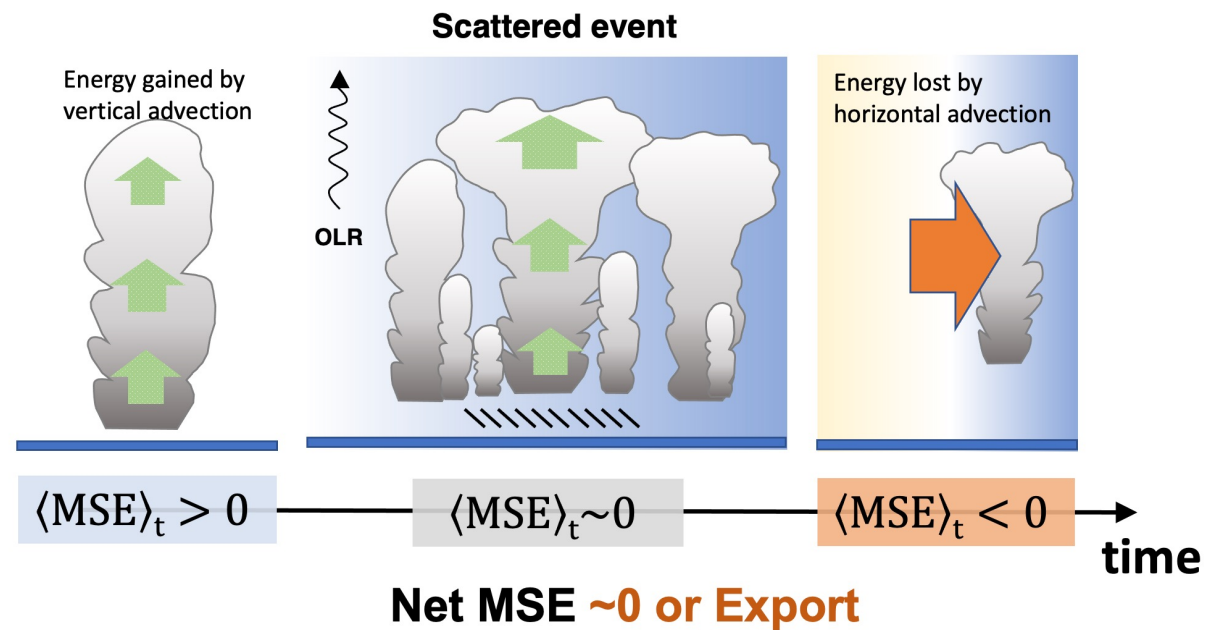 Scattered event
Energy gained by
vertical advection
OLR
Energy lost by
horizontal advection
⟨MSE⟩ₜ > 0
⟨MSE⟩ₜ~0
⟨MSE⟩ₜ < 0
time
Net MSE ~0 or Export